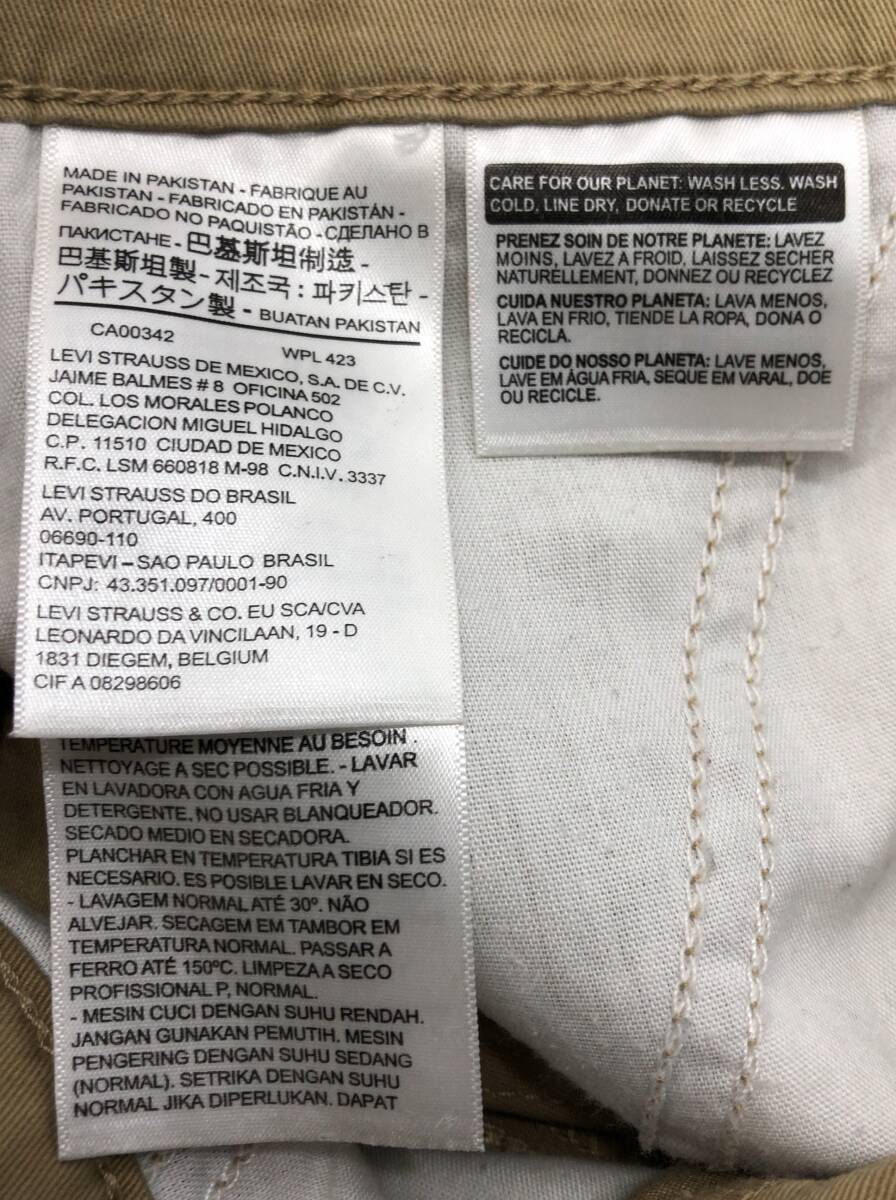 MADE IN PAKISTAN - FABRIQUE AU
PAKISTAN - FABRICADO EN PAKISTÁN -
FABRICADO NO PAQUISTÃO - СДЕЛАНО В
ПАКИСТАНЕ - 巴基斯坦制造 -
巴基斯坦製 - 제조국 : 파키스탄 -
パキスタン製 - BUATAN PAKISTAN
CA00342 WPL 423
LEVI STRAUSS DE MEXICO, S.A. DE C.V.
JAIME BALMES # 8 OFICINA 502
COL. LOS MORALES POLANCO
DELEGACION MIGUEL HIDALGO
C.P. 11510 CIUDAD DE MEXICO
R.F.C. LSM 660818 M-98 C.N.I.V. 3337
LEVI STRAUSS DO BRASIL
AV. PORTUGAL, 400
06690-110
ITAPEVI – SAO PAULO BRASIL
CNPJ: 43.351.097/0001-90
LEVI STRAUSS & CO. EU SCA/CVA
LEONARDO DA VINCILAAN, 19 - D
1831 DIEGEM, BELGIUM
CIF A 08298606
TEMPERATURE MOYENNE AU BESOIN .
NETTOYAGE A SEC POSSIBLE. - LAVAR
EN LAVADORA CON AGUA FRIA Y
DETERGENTE. NO USAR BLANQUEADOR.
SECADO MEDIO EN SECADORA.
PLANCHAR EN TEMPERATURA TIBIA SI ES
NECESARIO. ES POSIBLE LAVAR EN SECO.
- LAVAGEM NORMAL ATÉ 30º. NÃO
ALVEJAR. SECAGEM EM TAMBOR EM
TEMPERATURA NORMAL. PASSAR A
FERRO ATÉ 150ºC. LIMPEZA A SECO
PROFISSIONAL P, NORMAL.
- MESIN CUCI DENGAN SUHU RENDAH.
JANGAN GUNAKAN PEMUTIH. MESIN
PENGERING DENGAN SUHU SEDANG
(NORMAL). SETRIKA DENGAN SUHU
NORMAL JIKA DIPERLUKAN. DAPAT
CARE FOR OUR PLANET: WASH LESS. WASH
COLD, LINE DRY, DONATE OR RECYCLE
PRENEZ SOIN DE NOTRE PLANETE: LAVEZ
MOINS, LAVEZ A FROID, LAISSEZ SECHER
NATURELLEMENT, DONNEZ OU RECYCLEZ
CUIDA NUESTRO PLANETA: LAVA MENOS,
LAVA EN FRIO, TIENDE LA ROPA, DONA O
RECICLA.
CUIDE DO NOSSO PLANETA: LAVE MENOS,
LAVE EM ÁGUA FRIA, SEQUE EM VARAL, DOE
OU RECICLE.